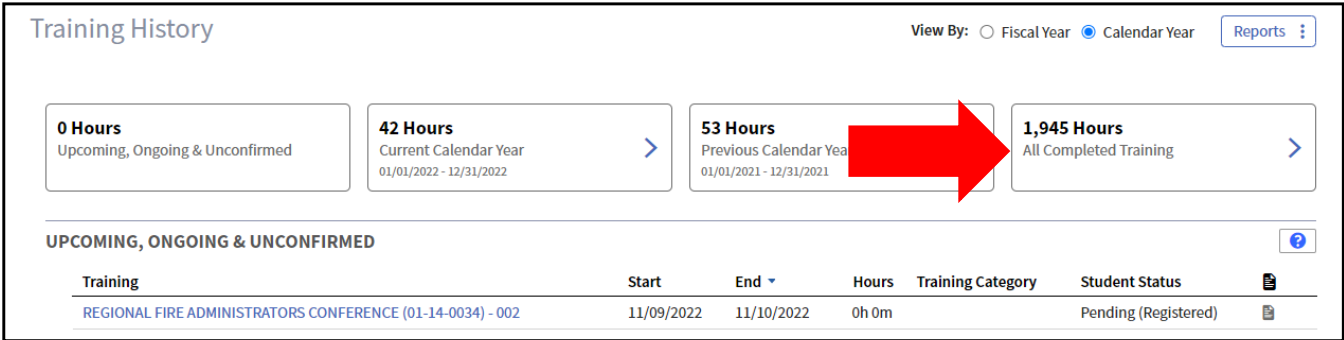 Training History
View By: Fiscal Year Calendar Year Reports
0 Hours
Upcoming, Ongoing & Unconfirmed
42 Hours
Current Calendar Year
01/01/2022 - 12/31/2022
53 Hours
Previous Calendar
01/01/2021 - 12/31/2021
1,945 Hours
All Completed Training
UPCOMING, ONGOING & UNCONFIRMED
Training Start End Hours Training Category Student Status
REGIONAL FIRE ADMINISTRATORS CONFERENCE (01-14-0034) - 002 11/09/2022 11/10/2022 0h 0m Pending (Registered)